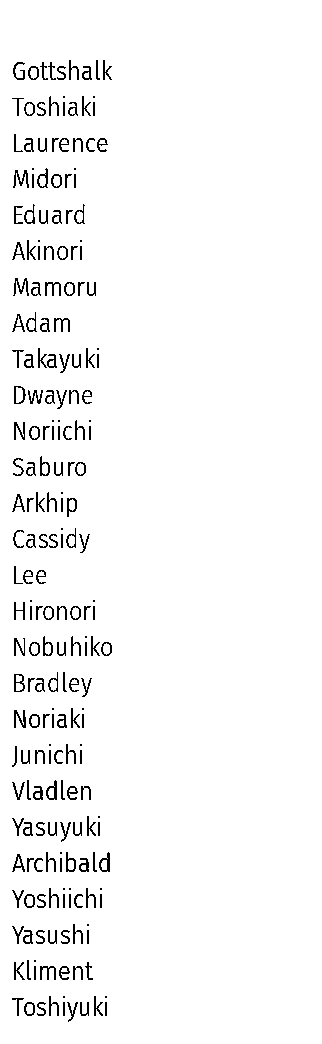 Gottshalk
Toshiaki
Laurence
Midori
Eduard
Akinori
Mamoru
Adam
Takayuki
Dwayne
Noriichi
Saburo
Arkhip
Cassidy
Lee
Hironori
Nobuhiko
Bradley
Noriaki
Junichi
Vladlen
Yasuyuki
Archibald
Yoshiichi
Yasushi
Kliment
Toshiyuki